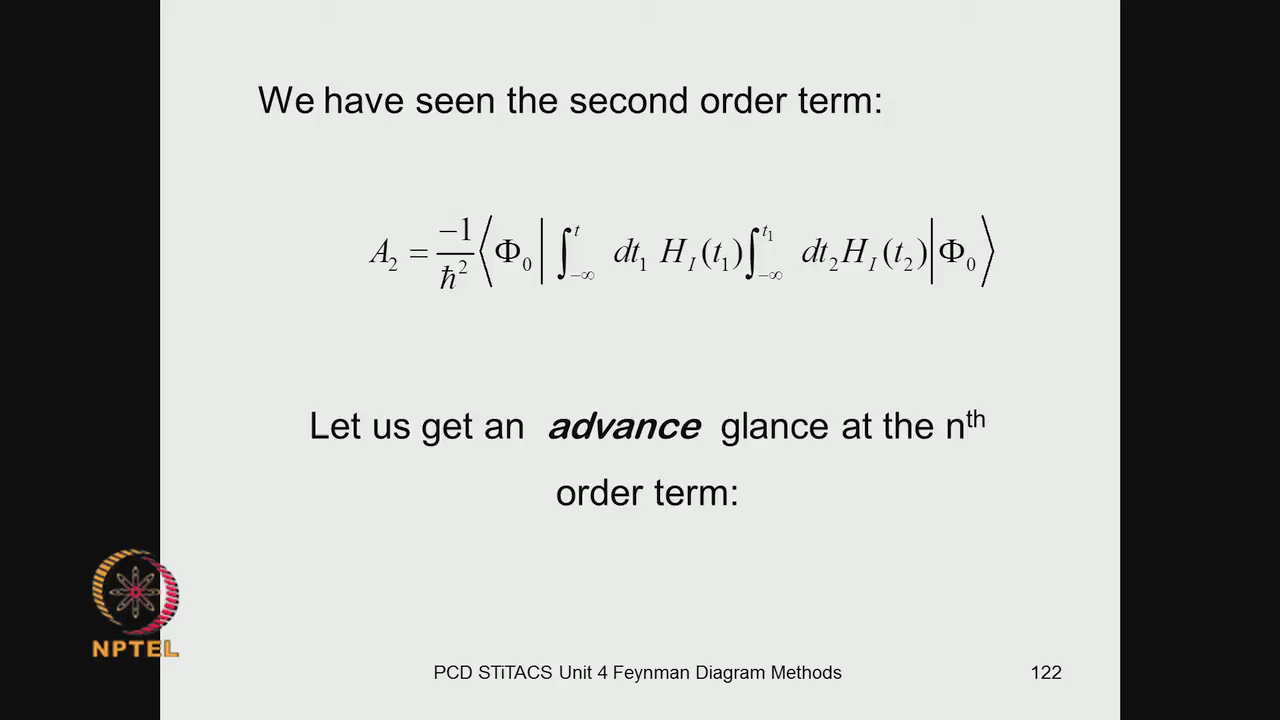 We have seen the second order term:
A₂ = −1/ħ² ⟨Φ₀| ∫_{−∞}^{t} dt₁ H_I(t₁) ∫_{−∞}^{t₁} dt₂ H_I(t₂) |Φ₀⟩
Let us get an advance glance at the nᵗʰ
order term:
NPTEL
PCD STiTACS Unit 4 Feynman Diagram Methods 122